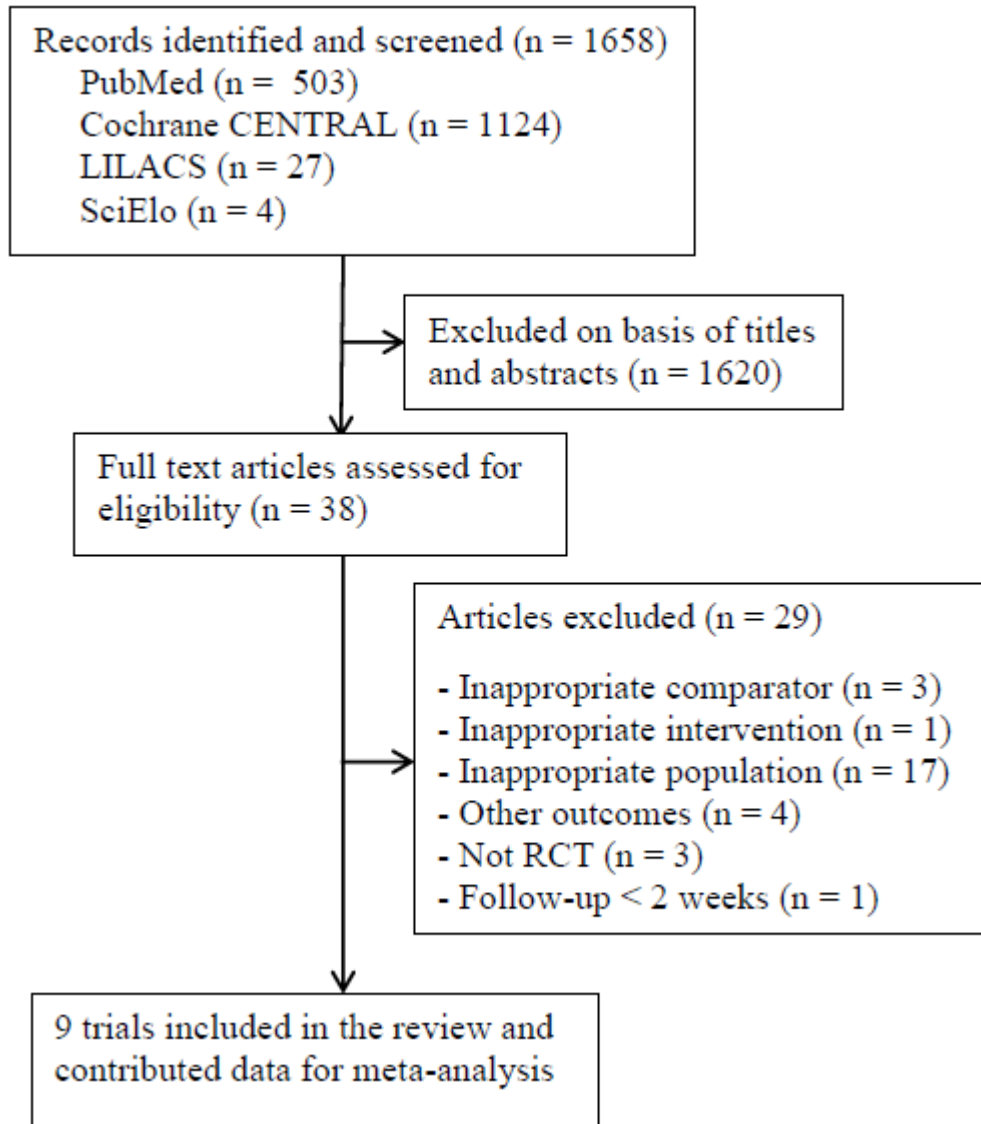 Records identified and screened (n = 1658)
PubMed (n = 503)
Cochrane CENTRAL (n = 1124)
LILACS (n = 27)
SciElo (n = 4)
Excluded on basis of titles
and abstracts (n = 1620)
Full text articles assessed for
eligibility (n = 38)
Articles excluded (n = 29)
- Inappropriate comparator (n = 3)
- Inappropriate intervention (n = 1)
- Inappropriate population (n = 17)
- Other outcomes (n = 4)
- Not RCT (n = 3)
- Follow-up < 2 weeks (n = 1)
9 trials included in the review and
contributed data for meta-analysis